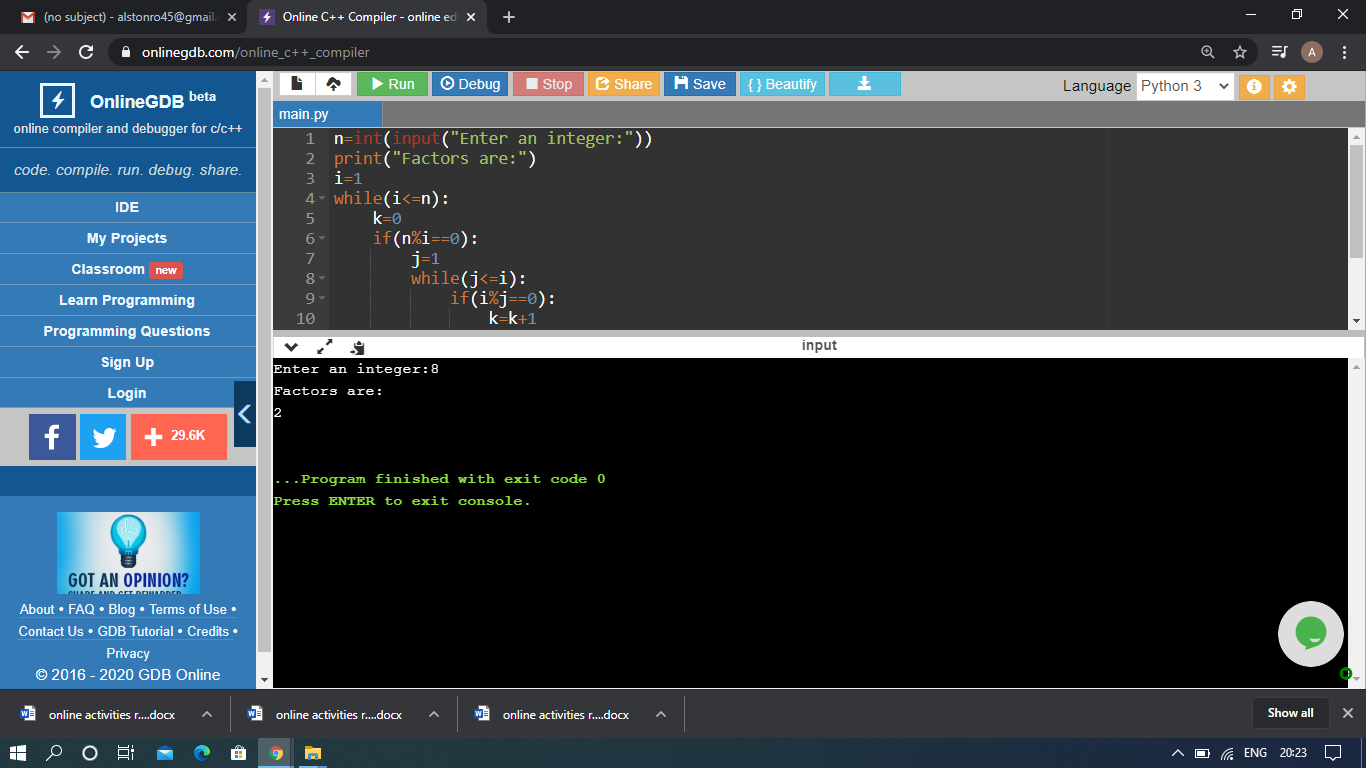 (no subject) - alstonro45@gmail.
Online C++ Compiler - online ed
onlinegdb.com/online_c++_compiler
A
OnlineGDB beta
online compiler and debugger for c/c++
code. compile. run. debug. share.
IDE
My Projects
Classroom new
Learn Programming
Programming Questions
Sign Up
Login
29.6K
GOT AN OPINION?
SHARE AND GET REWARDED
About • FAQ • Blog • Terms of Use •
Contact Us • GDB Tutorial • Credits •
Privacy
© 2016 - 2020 GDB Online
Run Debug Stop Share Save { } Beautify
Language Python 3
main.py
1 n=int(input("Enter an integer:"))
2 print("Factors are:")
3 i=1
4 while(i<=n):
5 k=0
6 if(n%i==0):
7 j=1
8 while(j<=i):
9 if(i%j==0):
10 k=k+1
input
Enter an integer:8
Factors are:
2
...Program finished with exit code 0
Press ENTER to exit console.
online activities r....docx
online activities r....docx
online activities r....docx
Show all
ENG 20:23